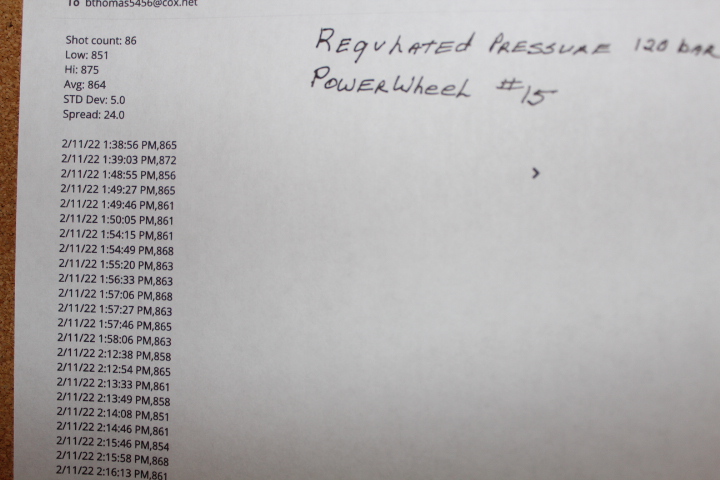 To bthomas5456@cox.net
Shot count: 86
Low: 851
Hi: 875
Avg: 864
STD Dev: 5.0
Spread: 24.0
REGULATED PRESSURE 120 bAR
POWERWheel #15
2/11/22 1:38:56 PM,865
2/11/22 1:39:03 PM,872
2/11/22 1:48:55 PM,856
2/11/22 1:49:27 PM,865
2/11/22 1:49:46 PM,861
2/11/22 1:50:05 PM,861
2/11/22 1:54:15 PM,861
2/11/22 1:54:49 PM,868
2/11/22 1:55:20 PM,863
2/11/22 1:56:33 PM,863
2/11/22 1:57:06 PM,868
2/11/22 1:57:27 PM,863
2/11/22 1:57:46 PM,865
2/11/22 1:58:06 PM,863
2/11/22 2:12:38 PM,858
2/11/22 2:12:54 PM,865
2/11/22 2:13:33 PM,861
2/11/22 2:13:49 PM,858
2/11/22 2:14:08 PM,851
2/11/22 2:14:46 PM,861
2/11/22 2:15:46 PM,854
2/11/22 2:15:58 PM,868
2/11/22 2:16:13 PM,861